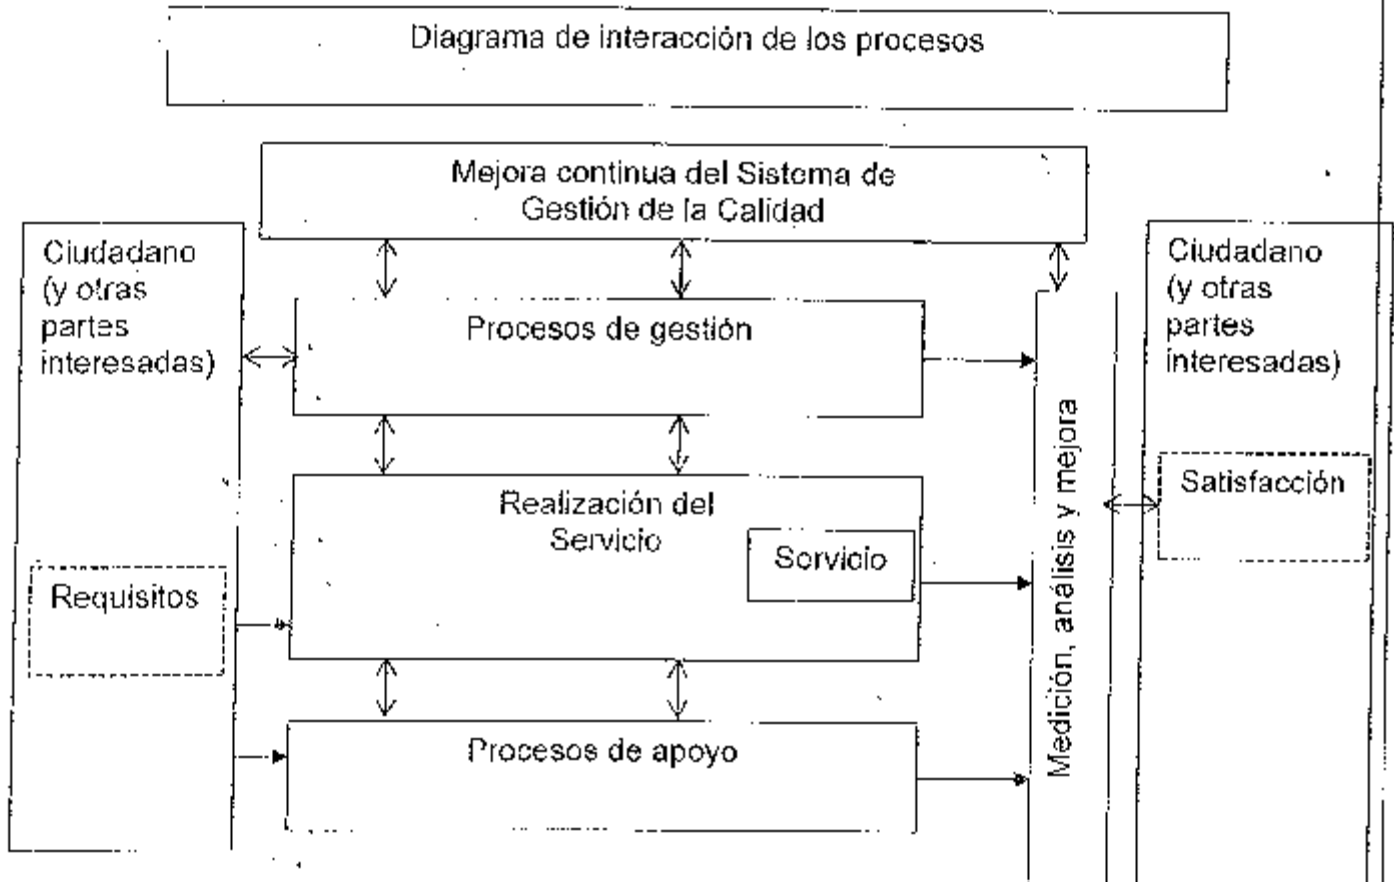 Diagrama de interacción de los procesos
Mejora continua del Sistema de
Gestión de la Calidad
Ciudadano
(y otras
partes
interesadas)
Requisitos
Procesos de gestión
Realización del
Servicio
Servicio
Procesos de apoyo
Medición, análisis y mejora
Ciudadano
(y otras
partes
interesadas)
Satisfacción